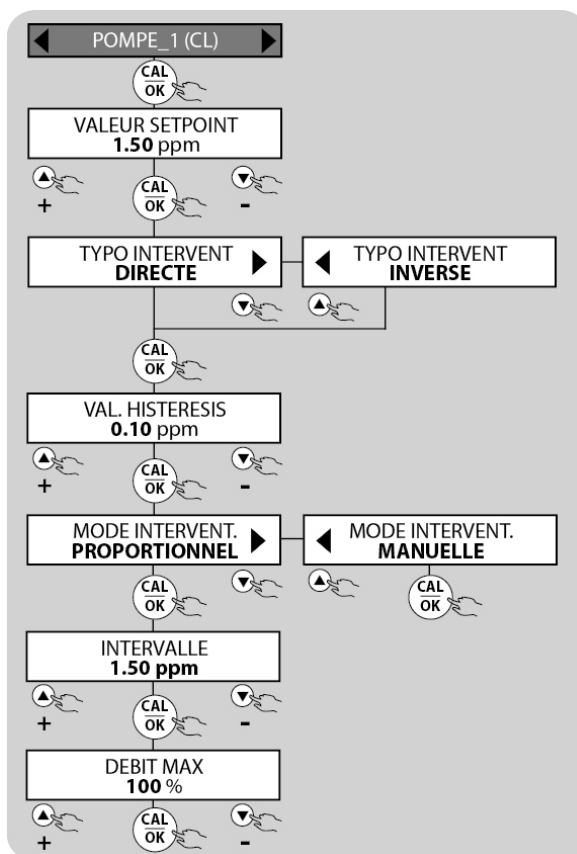 POMPE_1 (CL)
CAL
OK
VALEUR SETPOINT
1.50 ppm
CAL
OK
+ -
TYPO INTERVENT
DIRECTE
TYPO INTERVENT
INVERSE
CAL
OK
VAL. HISTERESIS
0.10 ppm
CAL
OK
+ -
MODE INTERVENT.
PROPORTIONNEL
MODE INTERVENT.
MANUELLE
CAL
OK
CAL
OK
INTERVALLE
1.50 ppm
CAL
OK
+ -
DEBIT MAX
100 %
CAL
OK
+ -